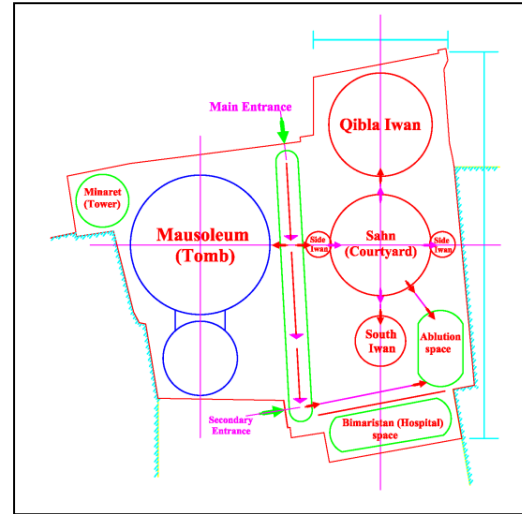 Main Entrance
Qibla Iwan
Minaret
(Tower)
Mausoleum
(Tomb)
Side
Iwan
Sahn
(Courtyard)
Side
Iwan
South
Iwan
Ablution
space
Secondary
Entrance
Bimaristan (Hospital)
space